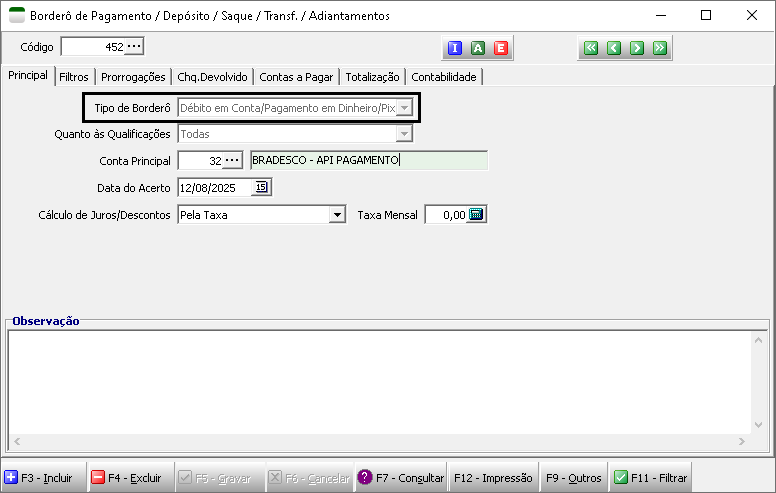 Borderô de Pagamento / Depósito / Saque / Transf. / Adiantamentos
Código 452 ... I A E
Principal Filtros Prorrogações Chq.Devolvido Contas a Pagar Totalização Contabilidade
Tipo de Borderô Débito em Conta/Pagamento em Dinheiro/Pix
Quanto às Qualificações Todas
Conta Principal 32 ... BRADESCO - API PAGAMENTO
Data do Acerto 12/08/2025 15
Cálculo de Juros/Descontos Pela Taxa Taxa Mensal 0,00
Observação
F3 - Incluir F4 - Excluir F5 - Gravar F6 - Cancelar ? F7 - Consultar F12 - Impressão F9 - Outros F11 - Filtrar